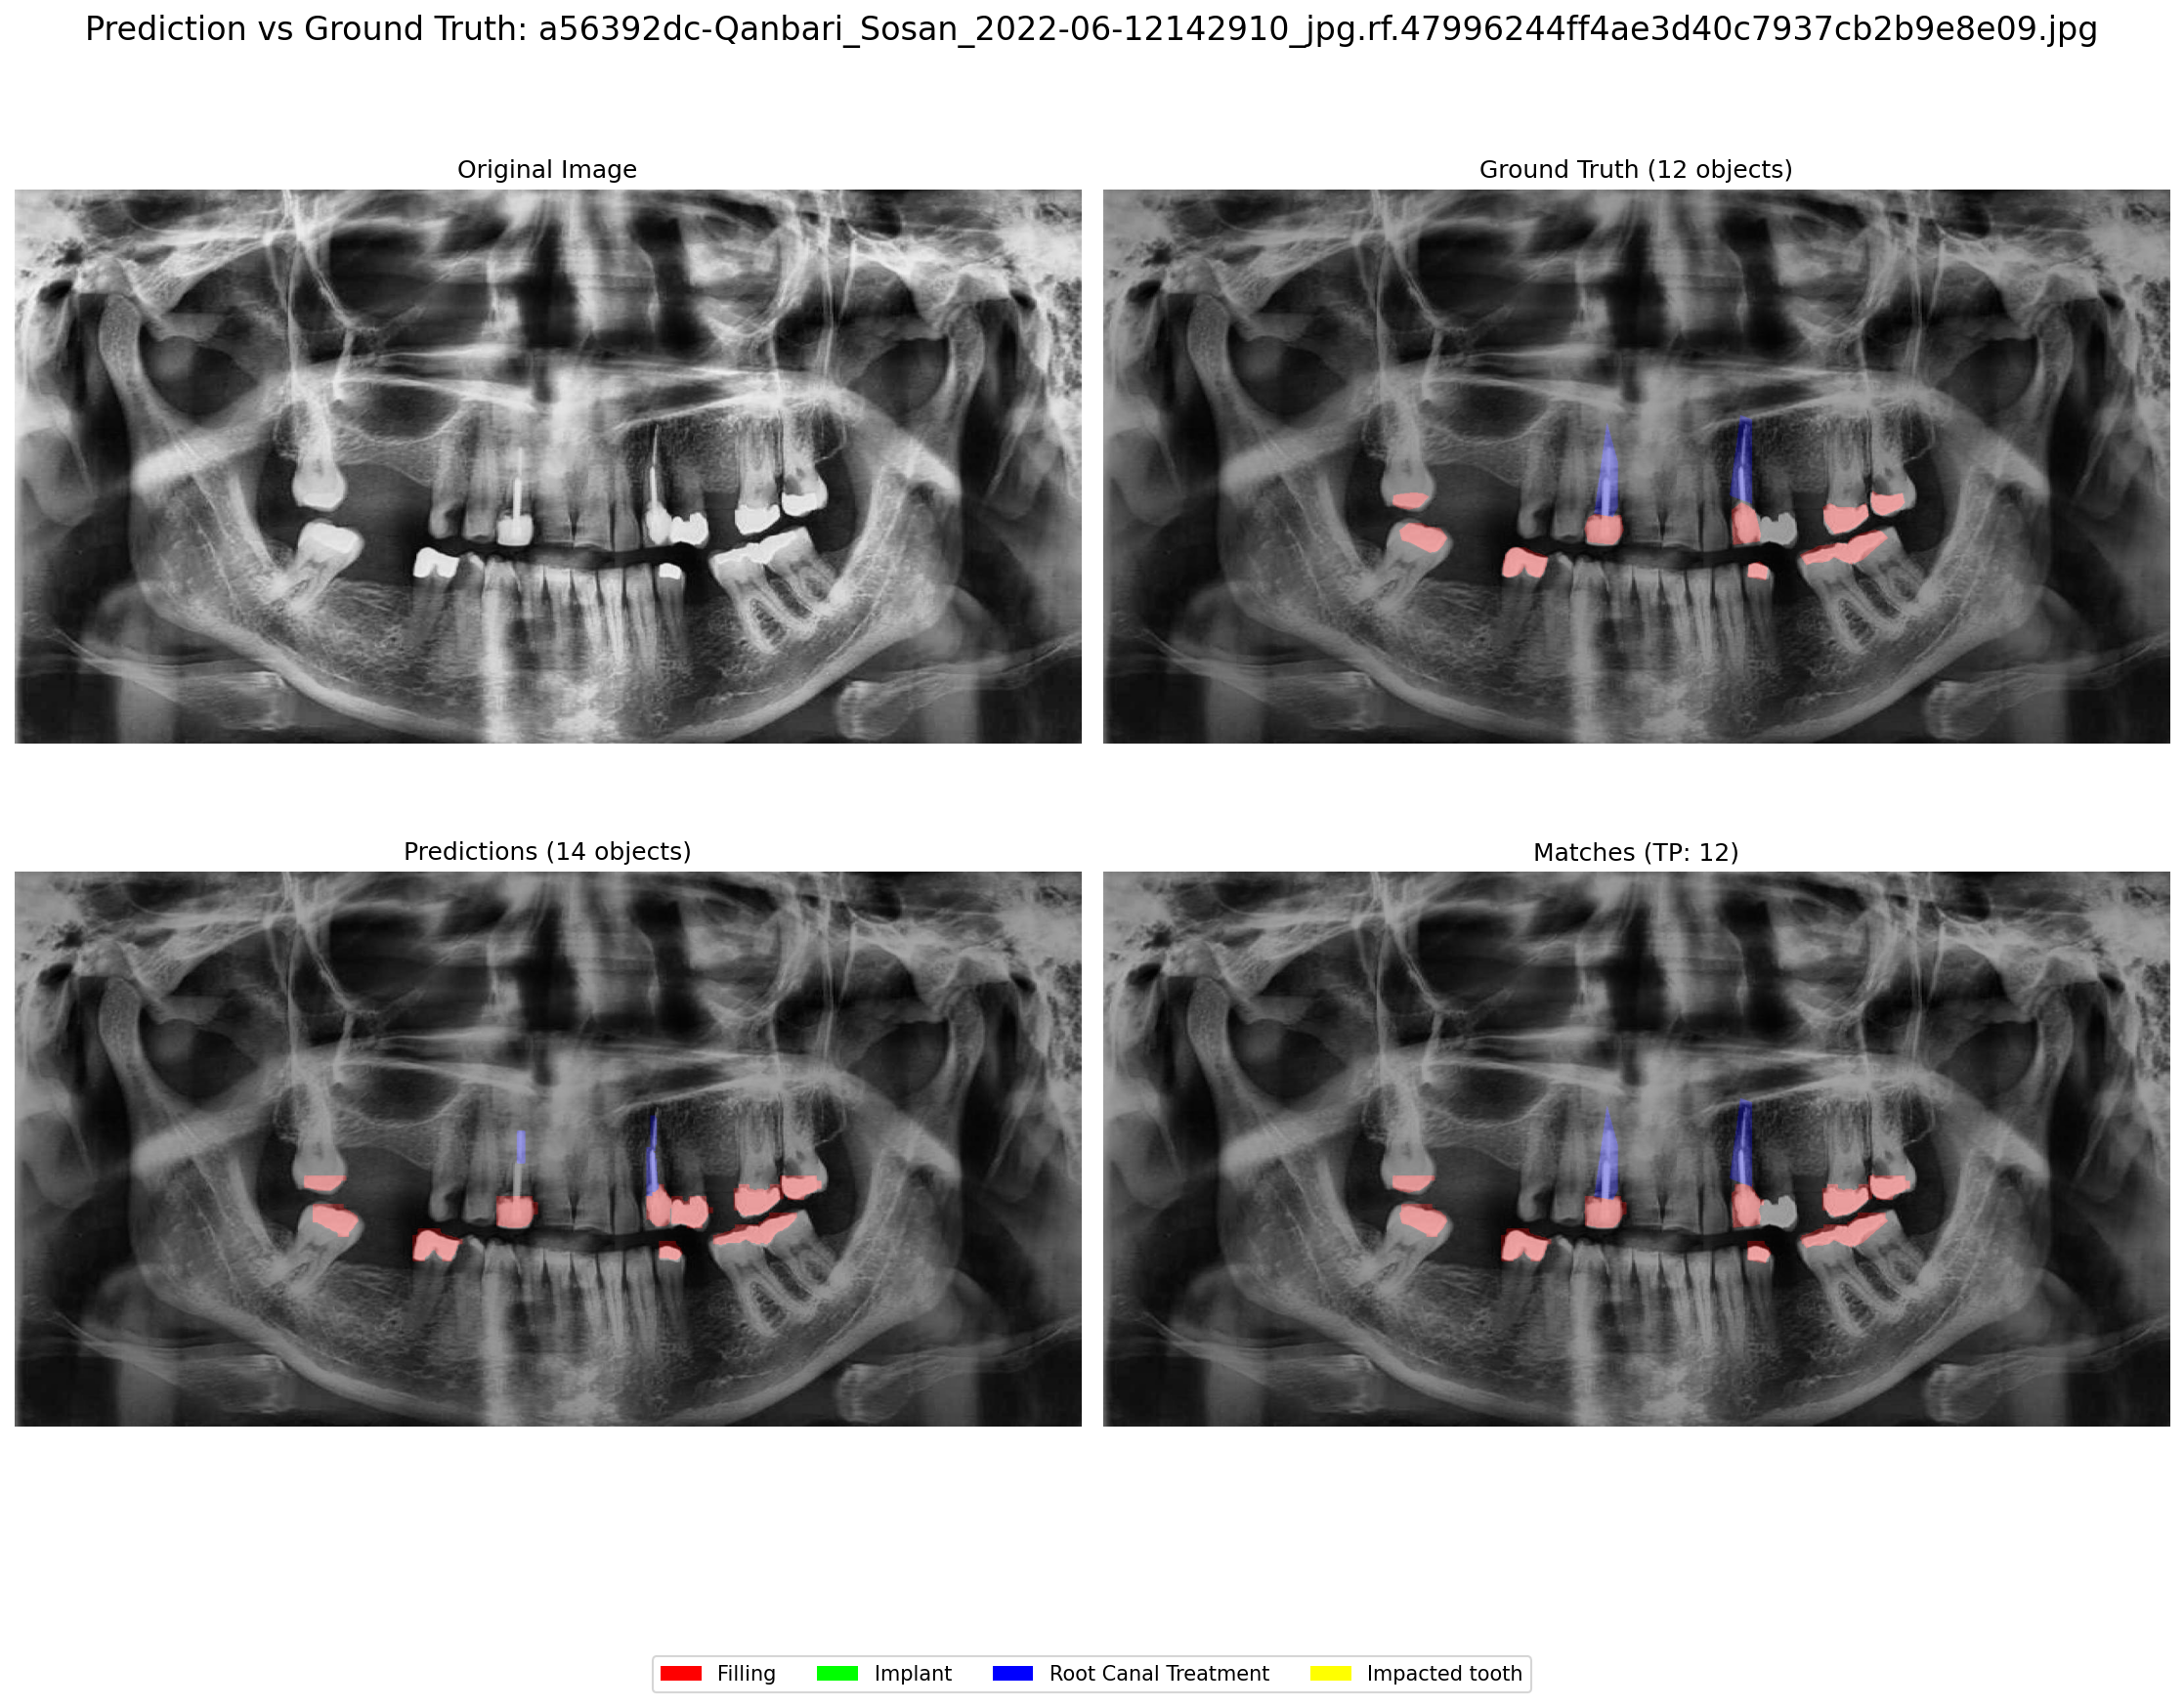 Prediction vs Ground Truth: a56392dc-Qanbari_Sosan_2022-06-12142910_jpg.rf.47996244ff4ae3d40c7937cb2b9e8e09.jpg
Original Image
Ground Truth (12 objects)
Predictions (14 objects)
Matches (TP: 12)
Filling
Implant
Root Canal Treatment
Impacted tooth